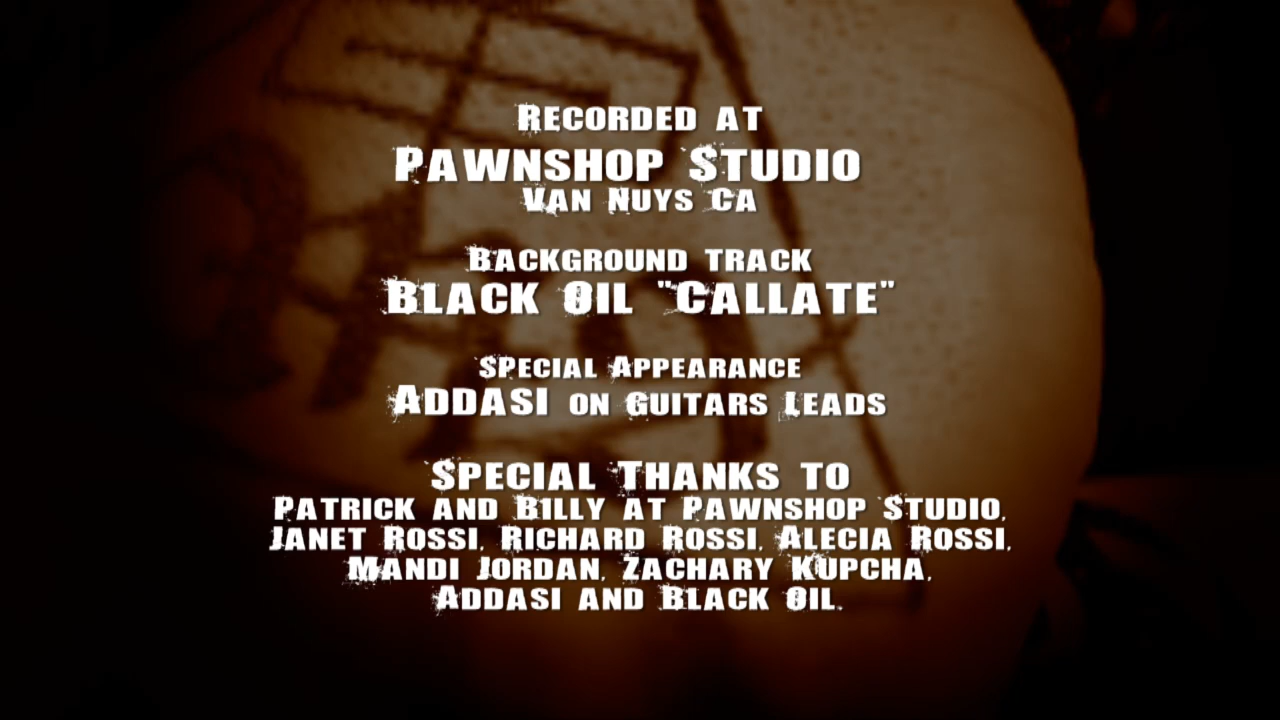 Recorded at
Pawnshop Studio
Van Nuys CA
Background track
Black Oil "Callate"
Special Appearance
Addasi on Guitars Leads
Special Thanks to
Patrick and Billy at Pawnshop Studio,
Janet Rossi, Richard Rossi, Alecia Rossi,
Mandi Jordan, Zachary Kupcha,
Addasi and Black Oil.